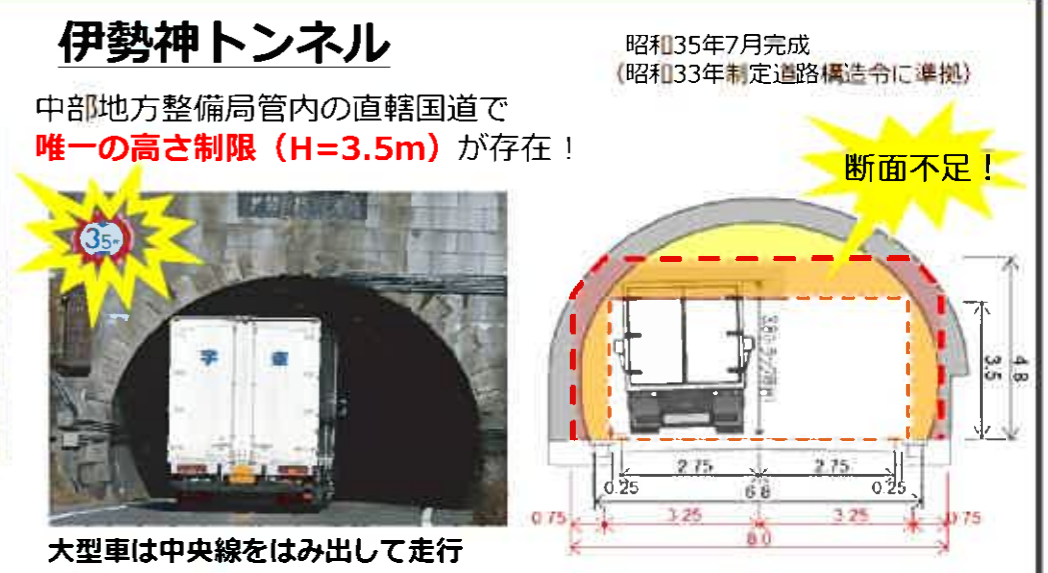 伊勢神トンネル
昭和35年7月完成
(昭和33年制定道路構造令に準拠)
中部地方整備局管内の直轄国道で
唯一の高さ制限(H=3.5m)が存在!
断面不足!
3.5m
4.8
3.5
2.75
2.75
0.25
0.25
6.8
0.75
3.25
3.25
0.75
8.0
大型車は中央線をはみ出して走行